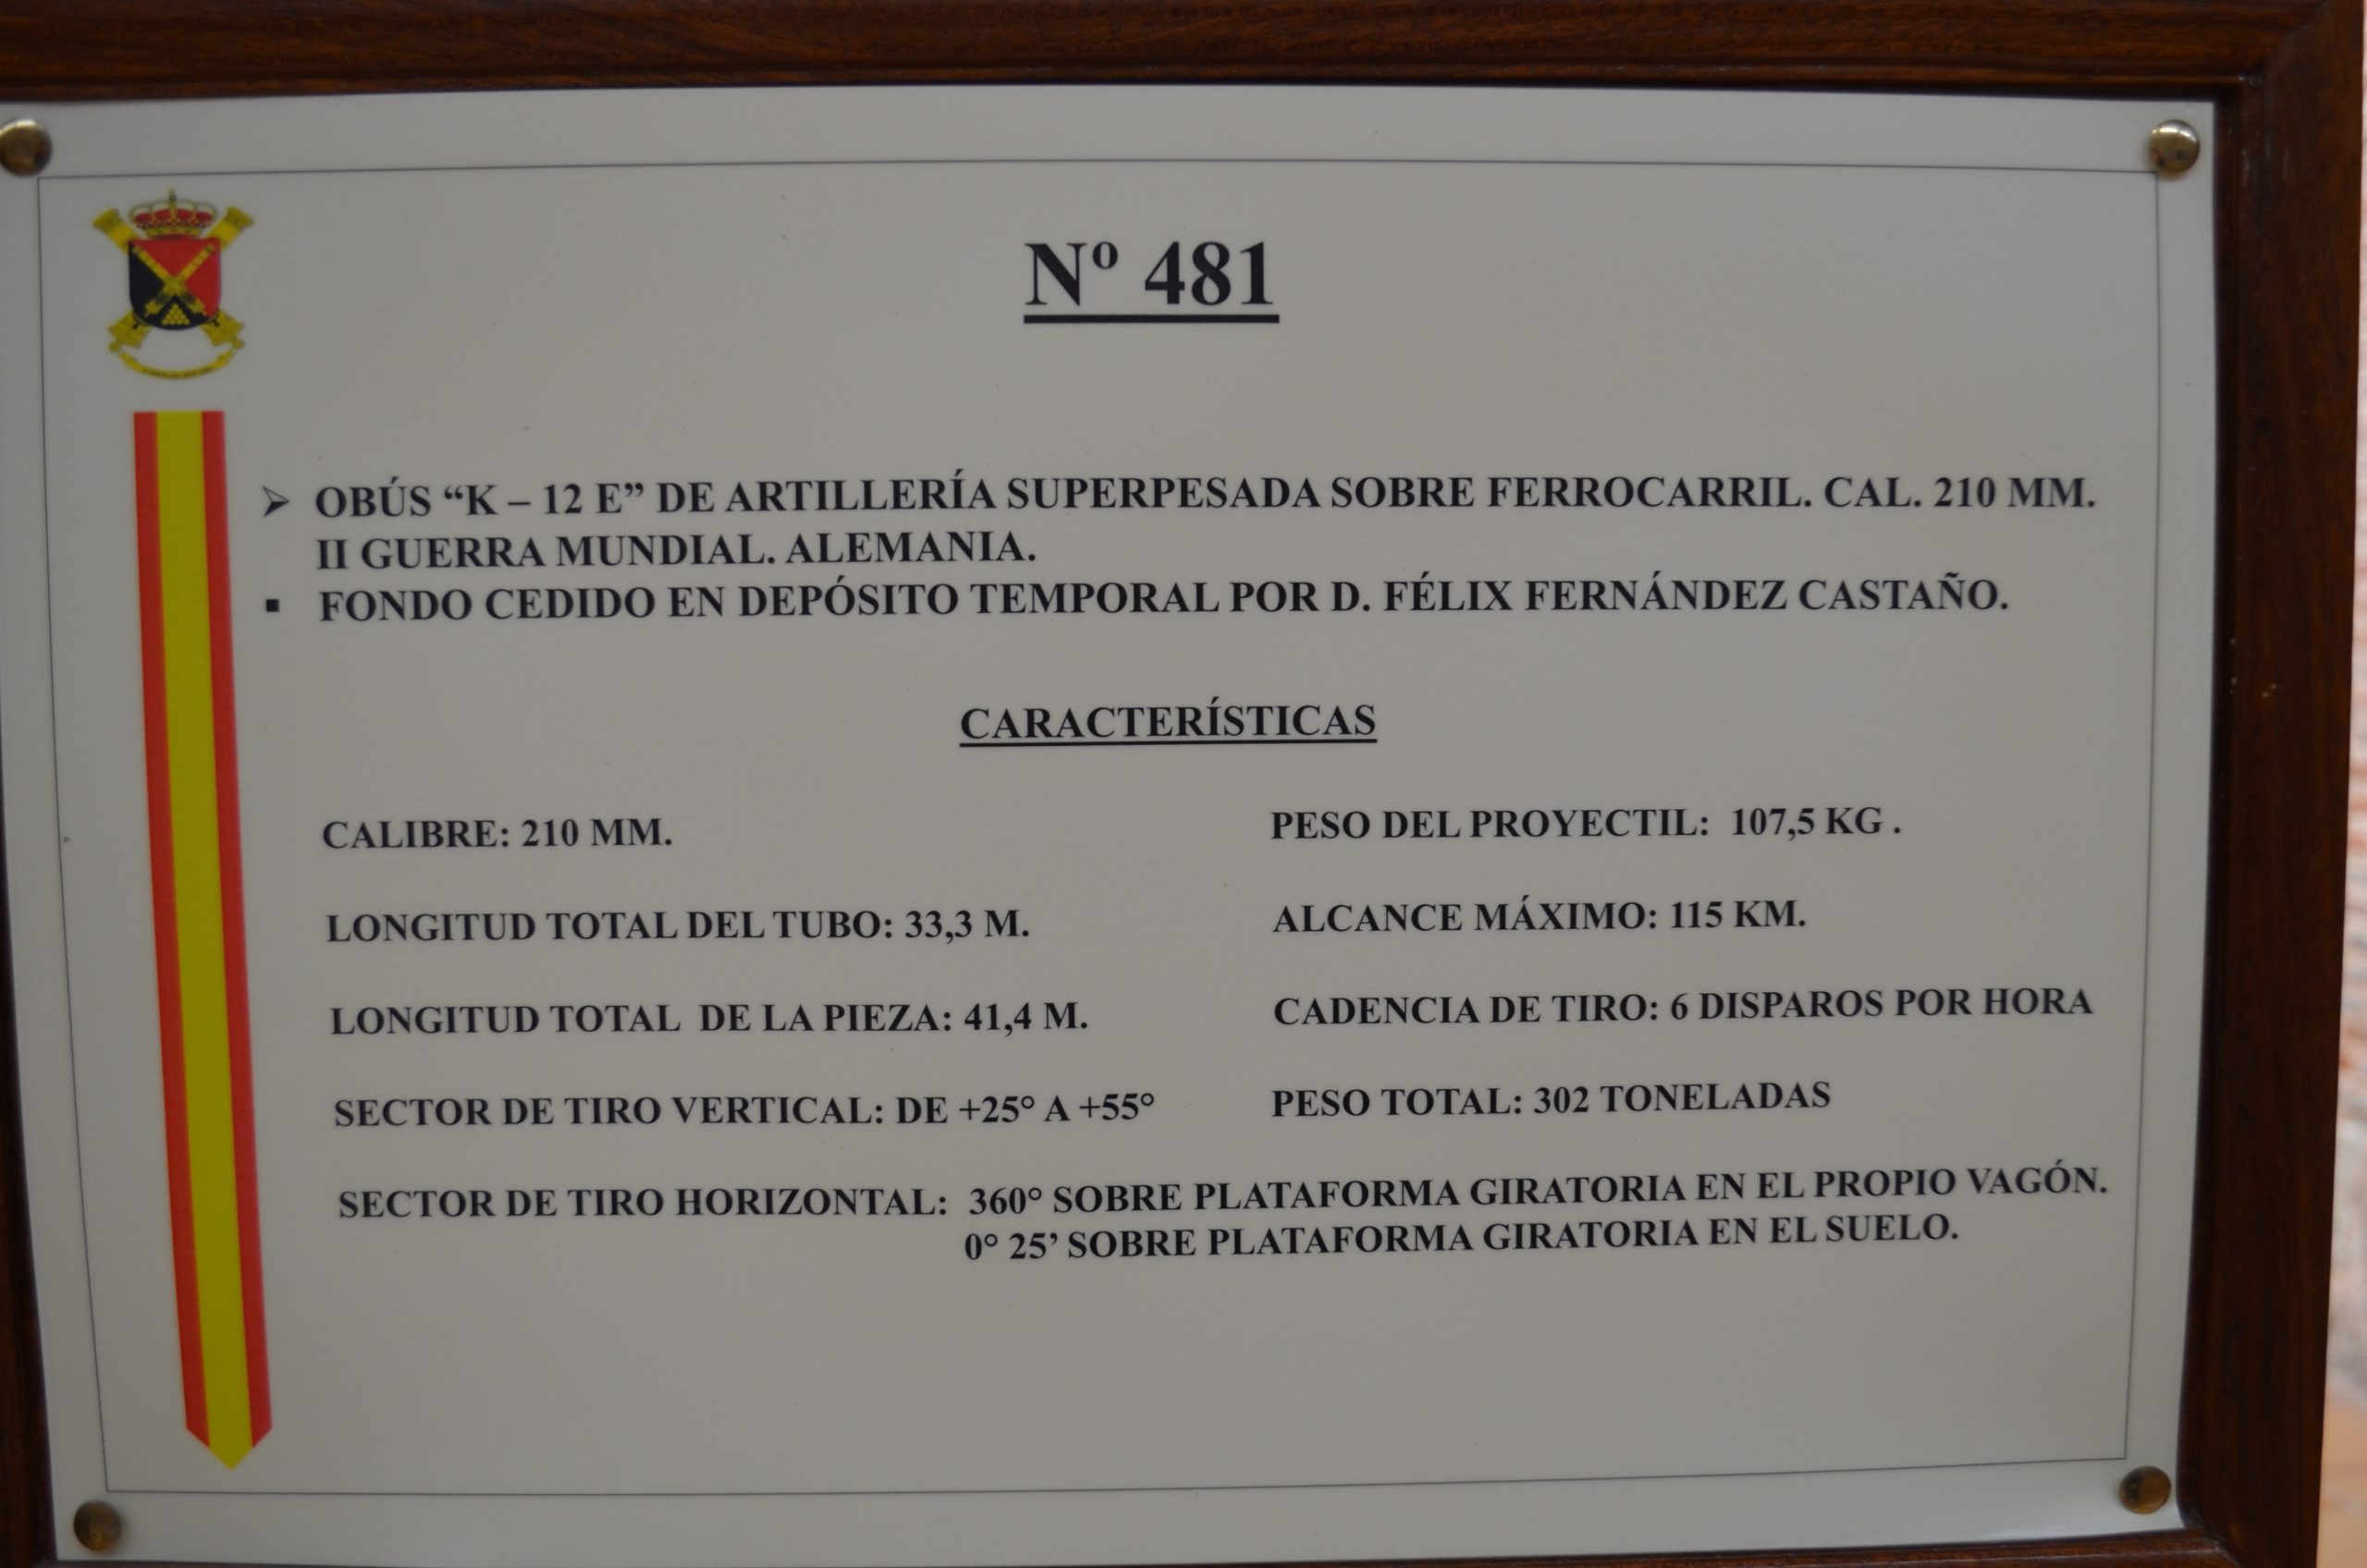 Nº 481
➢ OBÚS “K – 12 E” DE ARTILLERÍA SUPERPESADA SOBRE FERROCARRIL. CAL. 210 MM.
II GUERRA MUNDIAL. ALEMANIA.
▪ FONDO CEDIDO EN DEPÓSITO TEMPORAL POR D. FÉLIX FERNÁNDEZ CASTAÑO.
CARACTERÍSTICAS
CALIBRE: 210 MM.
PESO DEL PROYECTIL: 107,5 KG .
LONGITUD TOTAL DEL TUBO: 33,3 M.
ALCANCE MÁXIMO: 115 KM.
LONGITUD TOTAL DE LA PIEZA: 41,4 M.
CADENCIA DE TIRO: 6 DISPAROS POR HORA
SECTOR DE TIRO VERTICAL: DE +25° A +55°
PESO TOTAL: 302 TONELADAS
SECTOR DE TIRO HORIZONTAL: 360° SOBRE PLATAFORMA GIRATORIA EN EL PROPIO VAGÓN.
0° 25’ SOBRE PLATAFORMA GIRATORIA EN EL SUELO.